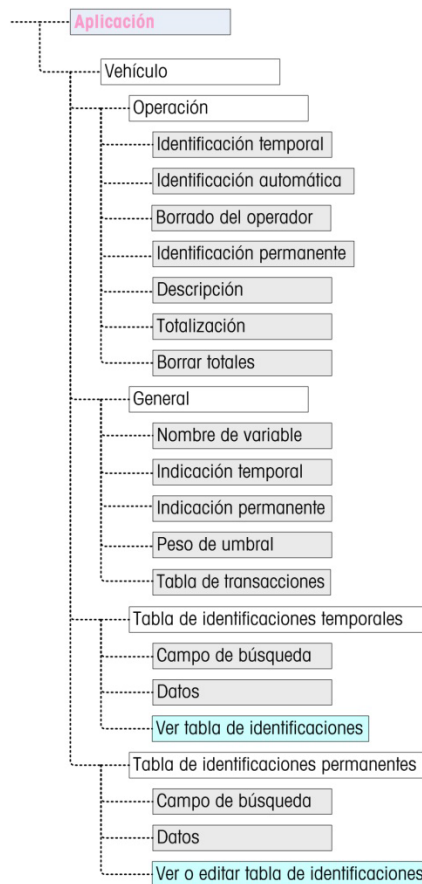 Aplicación
Vehículo
Operación
Identificación temporal
Identificación automática
Borrado del operador
Identificación permanente
Descripción
Totalización
Borrar totales
General
Nombre de variable
Indicación temporal
Indicación permanente
Peso de umbral
Tabla de transacciones
Tabla de identificaciones temporales
Campo de búsqueda
Datos
Ver tabla de identificaciones
Tabla de identificaciones permanentes
Campo de búsqueda
Datos
Ver o editar tabla de identificaciones